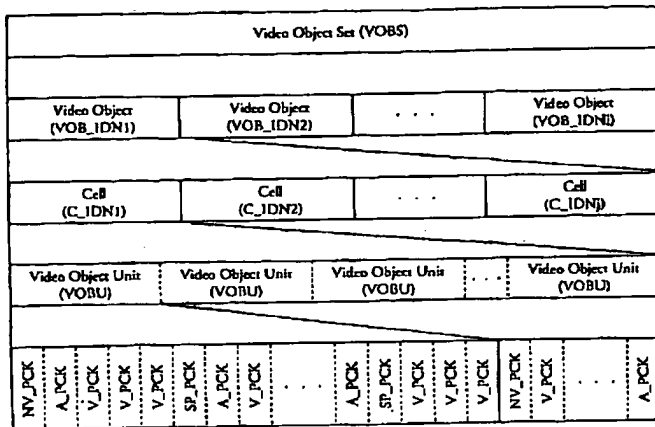 Video Object Set (VOBS)
Video Object
(VOB_IDN1)
Video Object
(VOB_IDN2)
. . .
Video Object
(VOB_IDNi)
Cell
(C_IDN1)
Cell
(C_IDN2)
. . .
Cell
(C_IDNj)
Video Object Unit
(VOBU)
Video Object Unit
(VOBU)
Video Object Unit
(VOBU)
. . .
Video Object Unit
(VOBU)
NV_PCK
A_PCK
V_PCK
V_PCK
V_PCK
SP_PCK
A_PCK
V_PCK
. . .
A_PCK
SP_PCK
V_PCK
V_PCK
V_PCK
NV_PCK
V_PCK
. . .
A_PCK